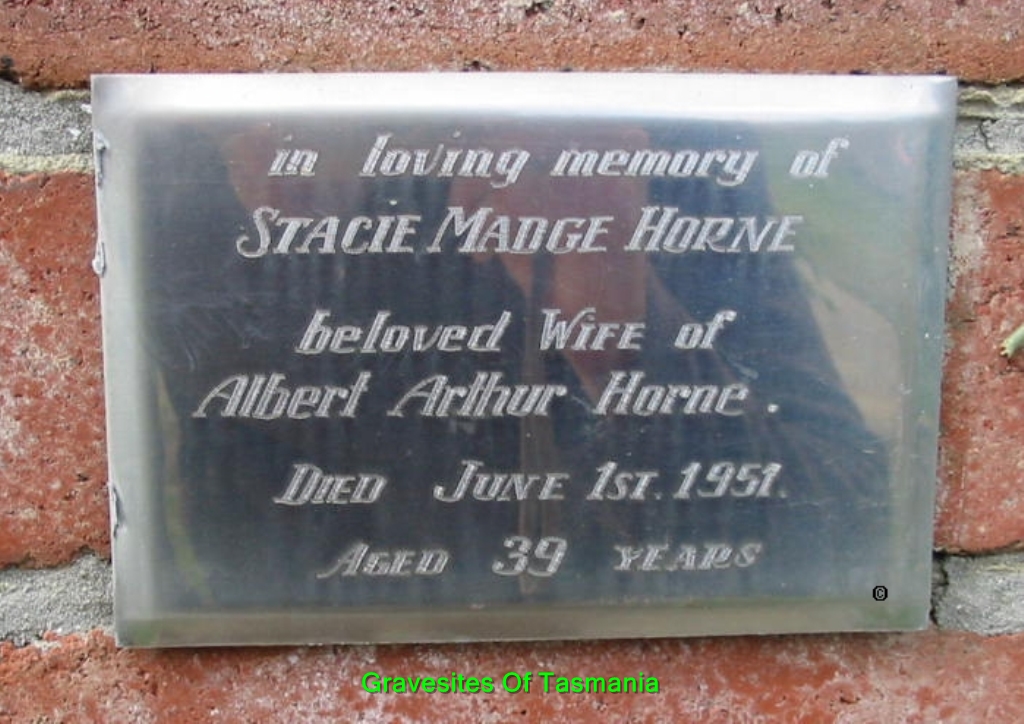 in loving memory of
STACIE MADGE HORNE
beloved WIFE of
Albert Arthur Horne.
DIED JUNE 1ST. 1951.
AGED 39 YEARS
©
Gravesites Of Tasmania